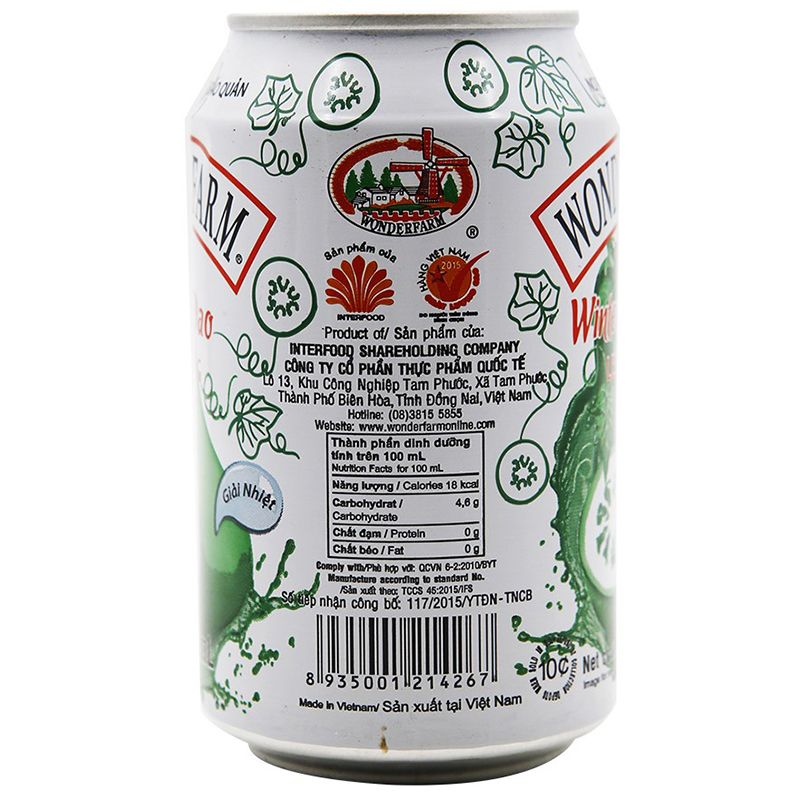 WONDERFARM
®
FARM®
WOND
Sản phẩm của
INTERFOOD
HÀNG VIỆT NAM
2015
DO NGƯỜI TIÊU DÙNG
BÌNH CHỌN
Product of/ Sản phẩm của:
INTERFOOD SHAREHOLDING COMPANY
CÔNG TY CỔ PHẦN THỰC PHẨM QUỐC TẾ
Lô 13, Khu Công Nghiệp Tam Phước, Xã Tam Phước
Thành Phố Biên Hòa, Tỉnh Đồng Nai, Việt Nam
Hotline: (08)3815 5855
Website: www.wonderfarmonline.com
Thành phần dinh dưỡng
tính trên 100 mL
Nutrition Facts for 100 mL
Năng lượng / Calories 18 kcal
Carbohydrat / 4,6 g
Carbohydrate
Chất đạm / Protein 0 g
Chất béo / Fat 0 g
Giải Nhiệt
Comply with/Phù hợp với: QCVN 6-2:2010/BYT
Manufacture according to standard No.
/Sản xuất theo: TCCS 45:2015/IFS
Số tiếp nhận công bố: 117/2015/YTĐN-TNCB
8 935001 214267
10¢
Net
Made in Vietnam/ Sản xuất tại Việt Nam